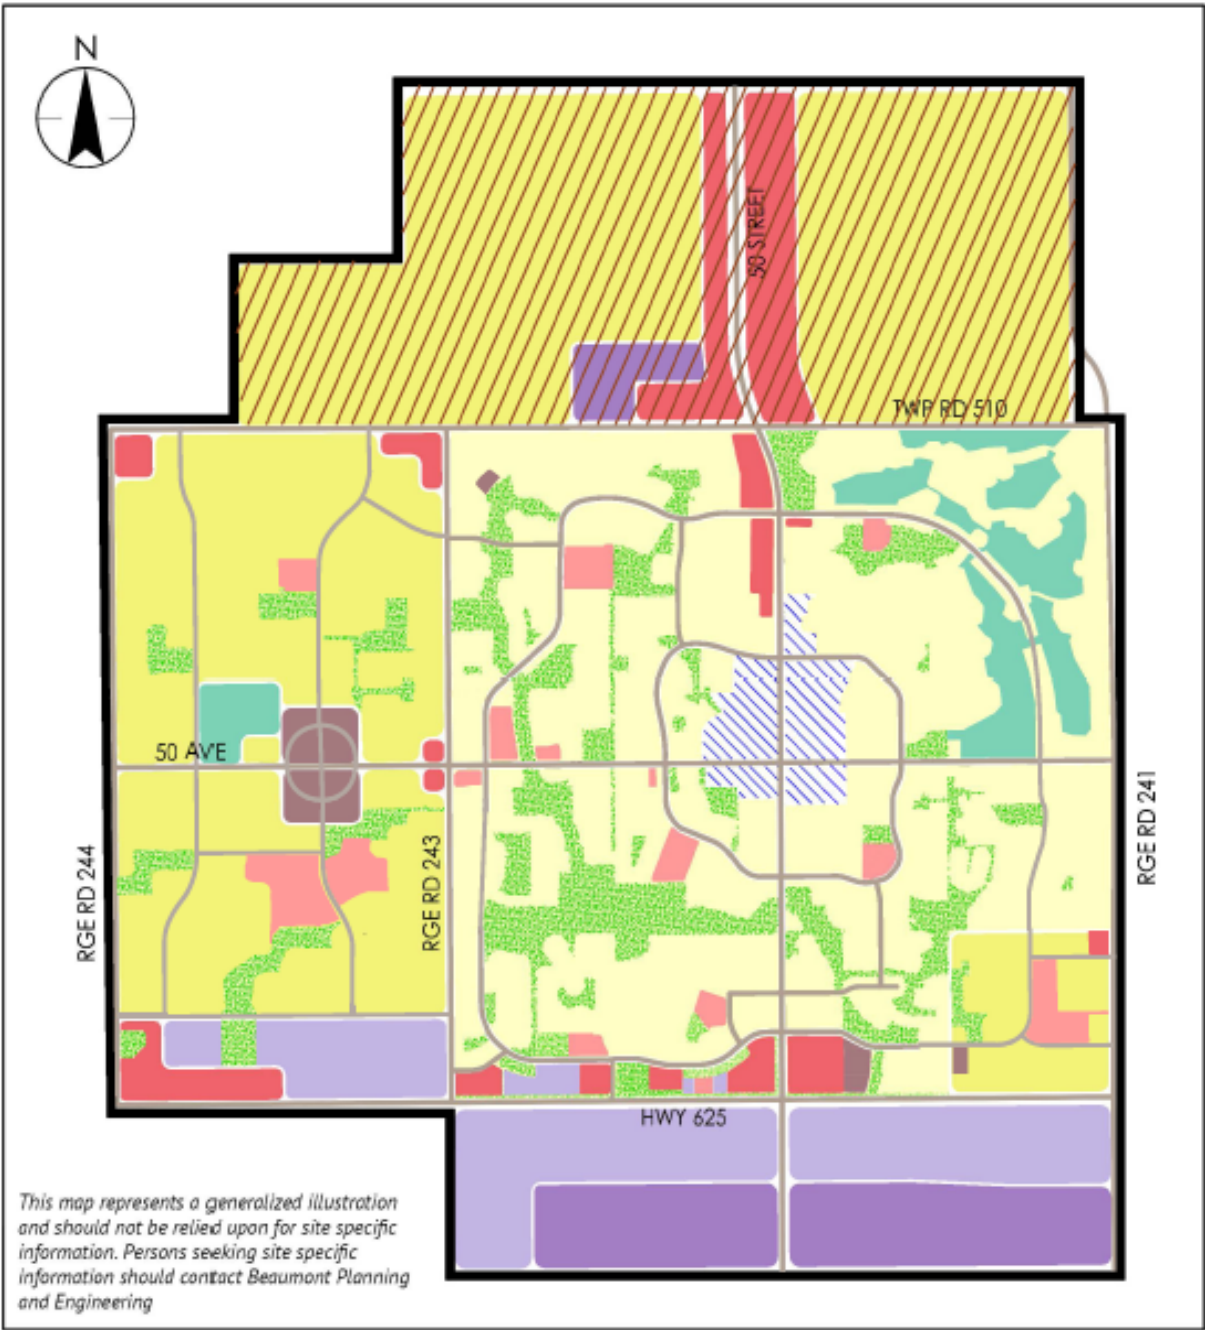 N
50 STREET
TWP RD 510
50 AVE
RGE RD 244
RGE RD 243
RGE RD 241
HWY 625
This map represents a generalized illustration
and should not be relied upon for site specific
information. Persons seeking site specific
information should contact Beaumont Planning
and Engineering